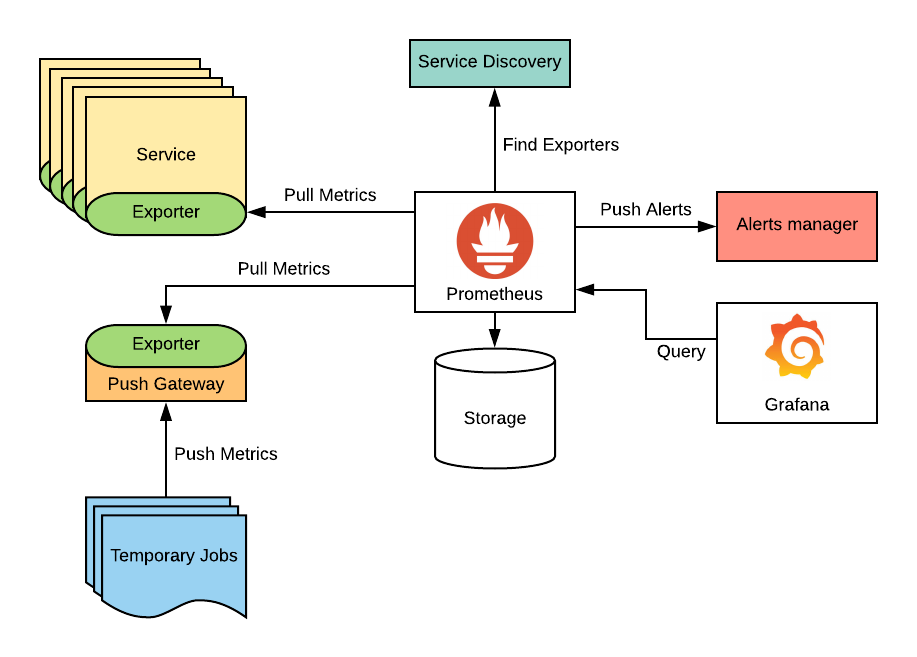 Service Discovery
Find Exporters
Service
Exporter
Pull Metrics
Push Alerts
Alerts manager
Pull Metrics
Prometheus
Exporter
Push Gateway
Query
Grafana
Storage
Push Metrics
Temporary Jobs